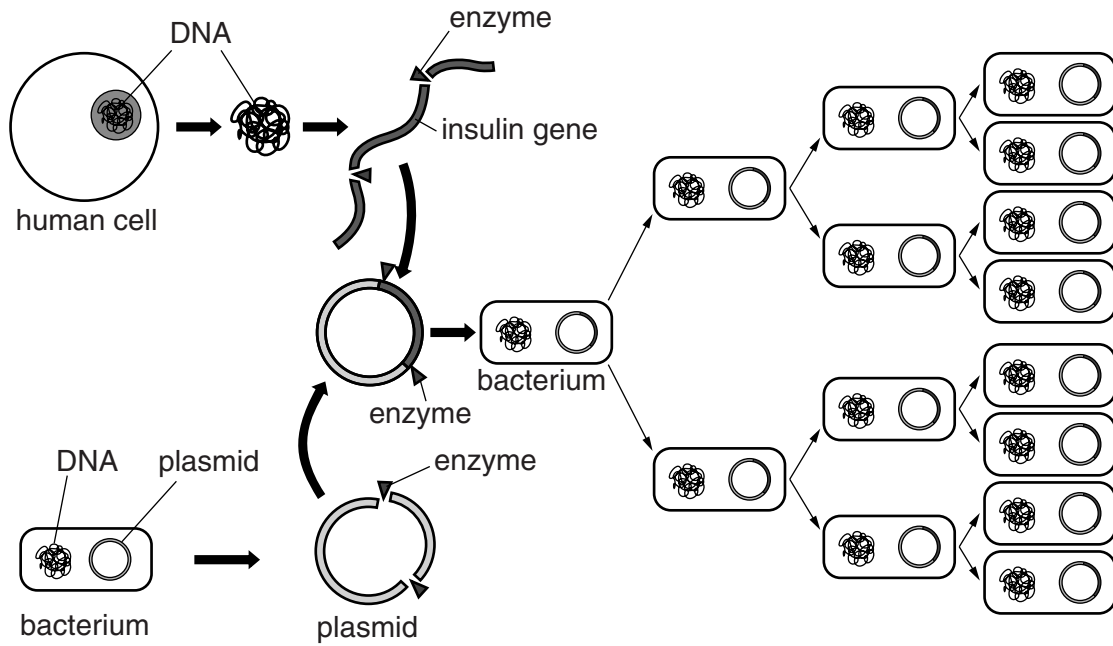 enzyme
DNA
insulin gene
human cell
bacterium
enzyme
DNA
plasmid
enzyme
bacterium
plasmid